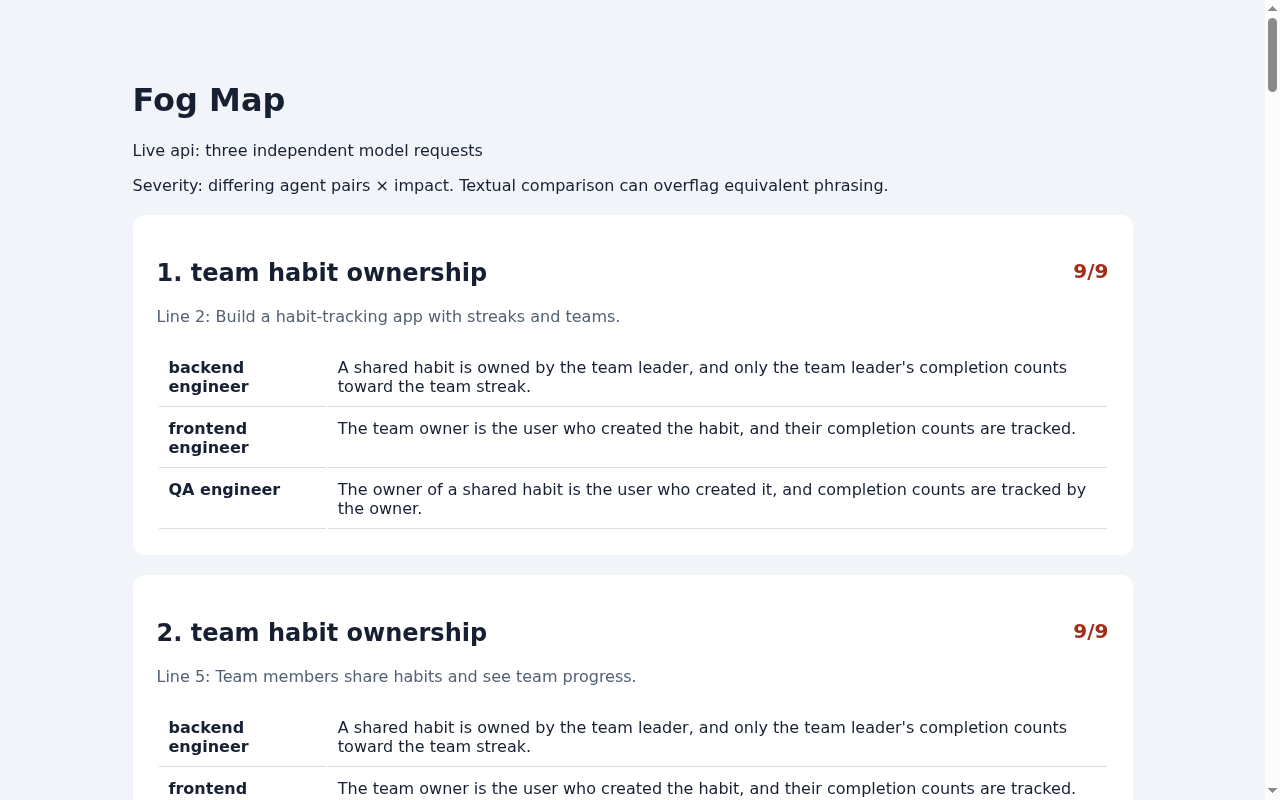 Fog Map
Live api: three independent model requests
Severity: differing agent pairs × impact. Textual comparison can overflag equivalent phrasing.
1. team habit ownership
9/9
Line 2: Build a habit-tracking app with streaks and teams.
backend
engineer
A shared habit is owned by the team leader, and only the team leader's completion counts
toward the team streak.
frontend
engineer
The team owner is the user who created the habit, and their completion counts are tracked.
QA engineer
The owner of a shared habit is the user who created it, and completion counts are tracked by
the owner.
2. team habit ownership
9/9
Line 5: Team members share habits and see team progress.
backend
engineer
A shared habit is owned by the team leader, and only the team leader's completion counts
toward the team streak.
frontend
The team owner is the user who created the habit, and their completion counts are tracked.